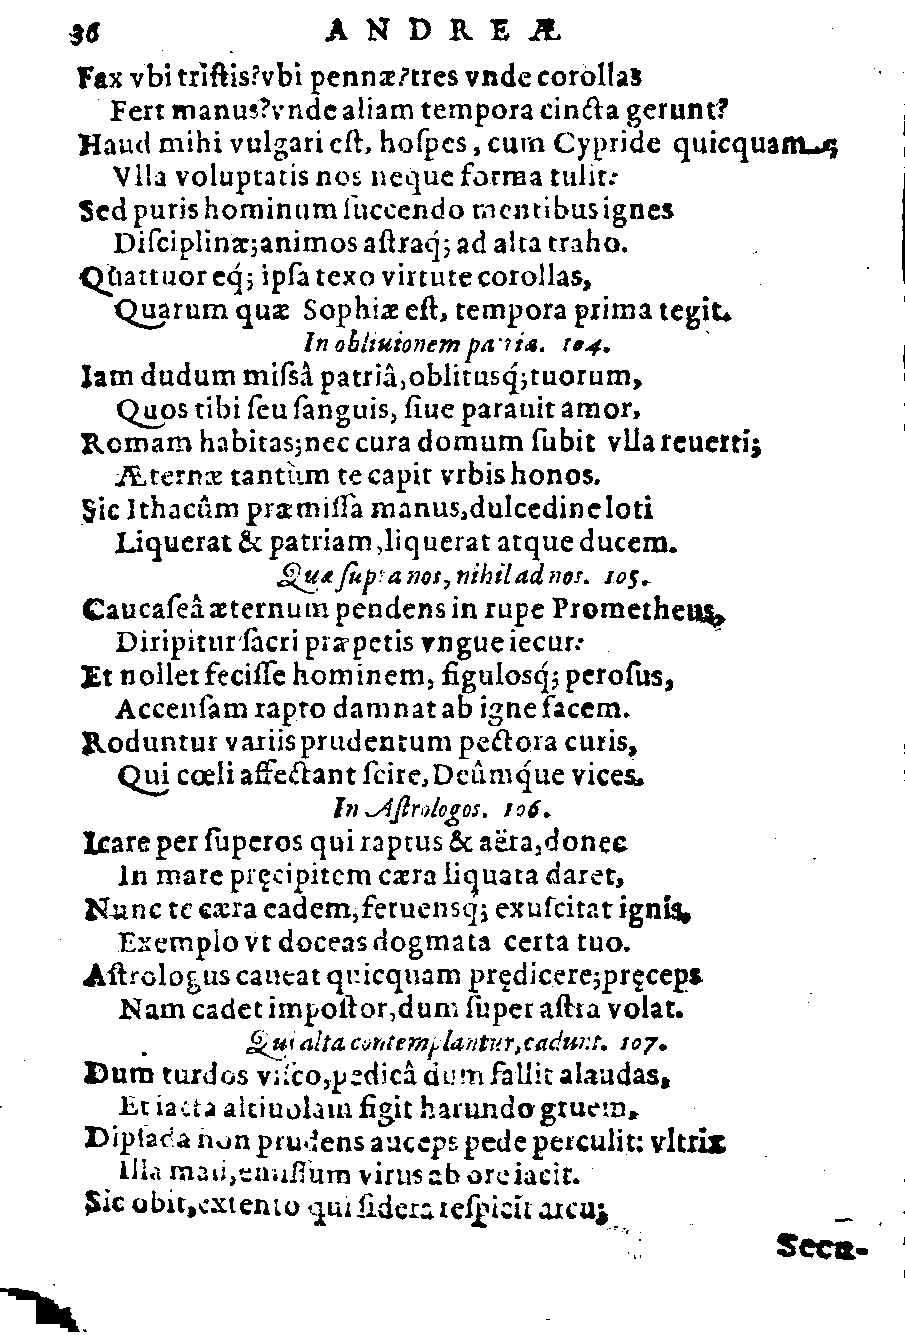 36 ANDREÆ
Fax vbi triſtis?vbi pennæ?tres vnde corollas
Fert manus?vnde aliam tempora cincta gerunt?
Haud mihi vulgari eſt, hoſpes, cum Cypride quicquam,
Vlla voluptatis nos neque forma tulit:
Sed puris hominum ſuccendo mentibus ignes
Diſciplinæ;animos aſtraq́; ad alta traho.
Quattuor eq́; ipſa texo virtute corollas,
Quarum quæ Sophiæ eſt, tempora prima tegit.
In obliuionem patriæ. 104.
Iam dudum miſsâ patriâ,oblitusq́;tuorum,
Quos tibi ſeu ſanguis, ſiue parauit amor,
Romam habitas;nec cura domum ſubit vlla reuerti;
Æternæ tantùm te capit vrbis honos.
Sic Ithacûm præmiſſa manus,dulcedine loti
Liquerat & patriam,liquerat atque ducem.
Quæ ſupra nos, nihil ad nos. 105.
Caucaſeâ æternum pendens in rupe Prometheus,
Diripitur ſacri præpetis vngue iecur:
Et nollet feciſſe hominem, figulosq́; peroſus,
Accenſam rapto damnat ab igne facem.
Roduntur variis prudentum pectora curis,
Qui cœli affectant ſcire,Deûmq́ue vices.
In Aſtrologos. 106.
Icare per ſuperos qui raptus & aëra,donec
In mare pręcipitem cæra liquata daret,
Nunc te cæra eadem,feruensq́; exuſcitat ignis,
Exemplo vt doceas dogmata certa tuo.
Aſtrologus caueat quicquam prędicere;pręceps
Nam cadet impoſtor,dum ſuper aſtra volat.
Qui alta contemplantur,cadunt. 107.
Dum turdos viſco,pedicâ dum fallit alaudas,
Et iacta altiuolam figit harundo gruem,
Dipſada non prudens auceps pede perculit: vltrix
Illa mali,emiſſum virus ab ore iacit.
Sic obit,extento qui ſidera reſpicit arcu;
Secu-